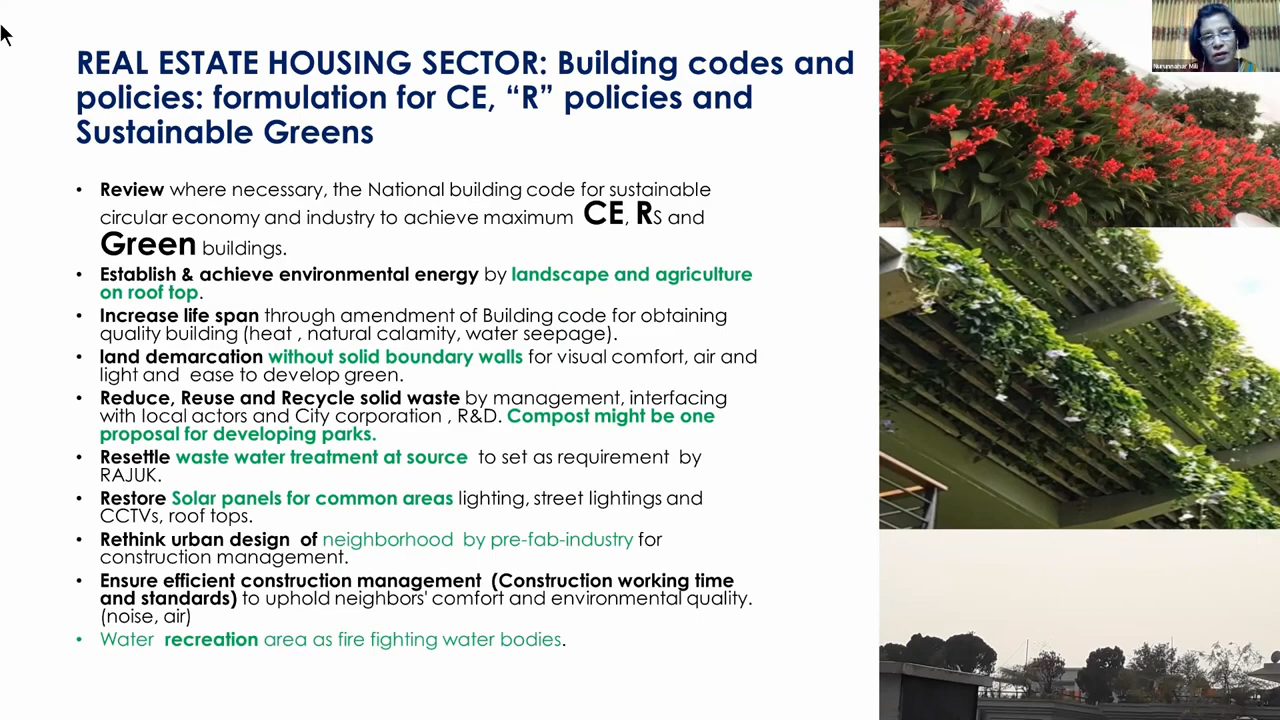 REAL ESTATE HOUSING SECTOR: Building codes and
policies: formulation for CE, “R” policies and
Sustainable Greens
• Review where necessary, the National building code for sustainable
circular economy and industry to achieve maximum CE, Rs and
Green buildings.
• Establish & achieve environmental energy by landscape and agriculture
on roof top.
• Increase life span through amendment of Building code for obtaining
quality building (heat , natural calamity, water seepage).
• land demarcation without solid boundary walls for visual comfort, air and
light and ease to develop green.
• Reduce, Reuse and Recycle solid waste by management, interfacing
with local actors and City corporation , R&D. Compost might be one
proposal for developing parks.
• Resettle waste water treatment at source to set as requirement by
RAJUK.
• Restore Solar panels for common areas lighting, street lightings and
CCTVs, roof tops.
• Rethink urban design of neighborhood by pre-fab-industry for
construction management.
• Ensure efficient construction management (Construction working time
and standards) to uphold neighbors' comfort and environmental quality.
(noise, air)
• Water recreation area as fire fighting water bodies.
Nurunnahar Mili